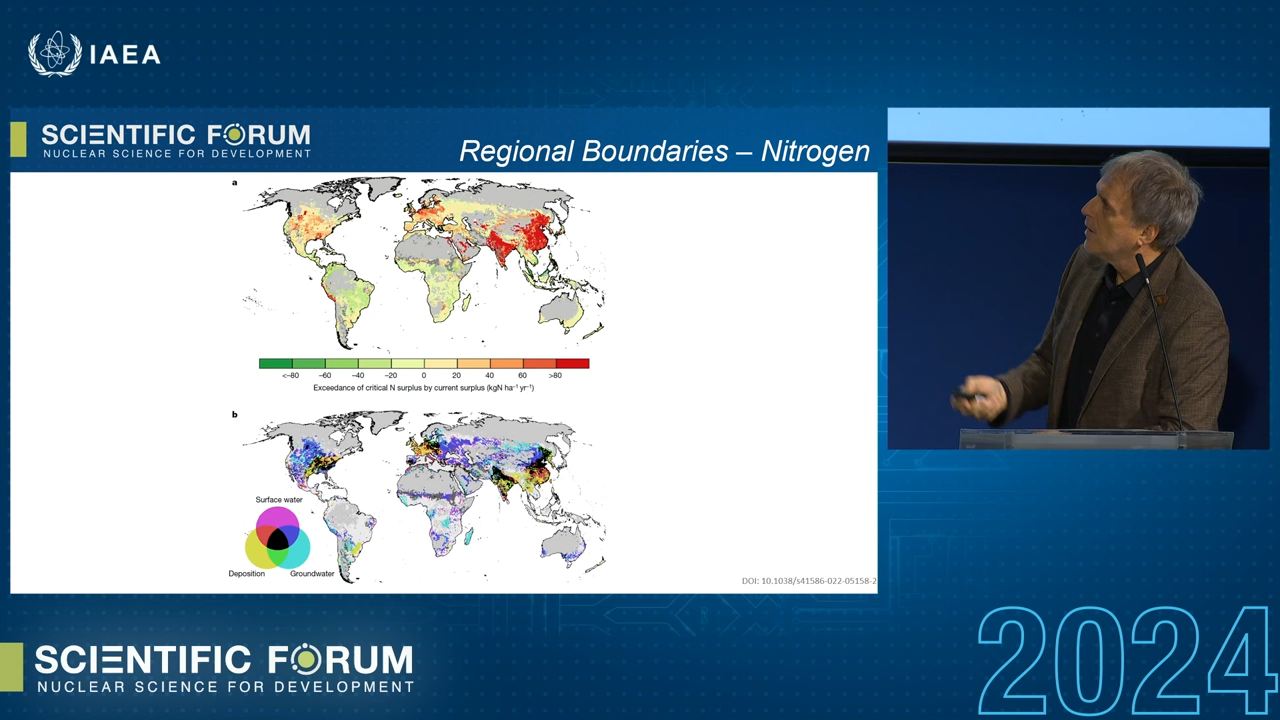 IAEA
SCIENTIFIC FORUM
NUCLEAR SCIENCE FOR DEVELOPMENT
Regional Boundaries – Nitrogen
a
<−80 −60 −40 −20 0 20 40 60 >80
Exceedance of critical N surplus by current surplus (kgN ha⁻¹ yr⁻¹)
b
Surface water
Deposition Groundwater
DOI: 10.1038/s41586-022-05158-2
SCIENTIFIC FORUM
NUCLEAR SCIENCE FOR DEVELOPMENT
2024